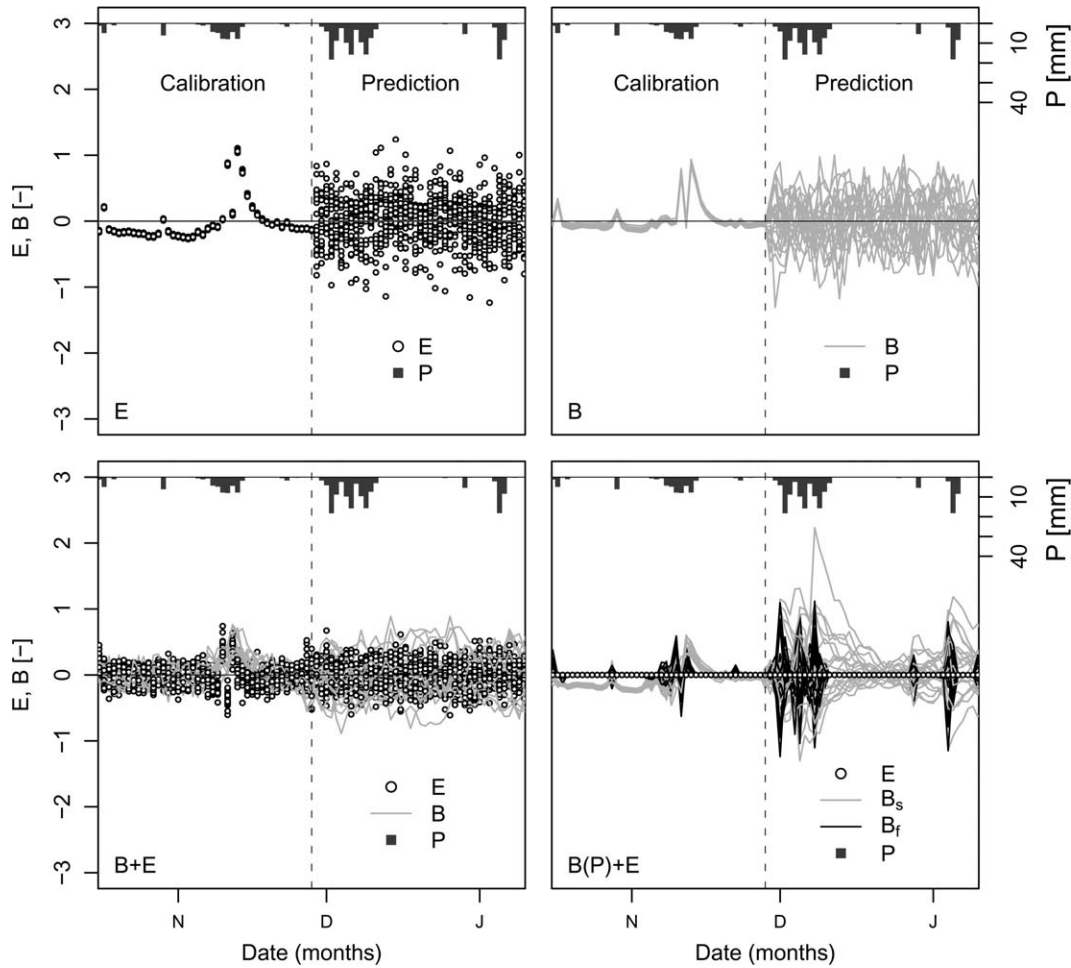 3
2
1
0
−1
−2
−3
E, B [−]
Calibration
Prediction
E
P
E
Calibration
Prediction
B
P
B
10
40
P [mm]
3
2
1
0
−1
−2
−3
E, B [−]
E
B
P
B+E
N
D
J
Date (months)
E
Bs
Bf
P
B(P)+E
10
40
P [mm]
N
D
J
Date (months)